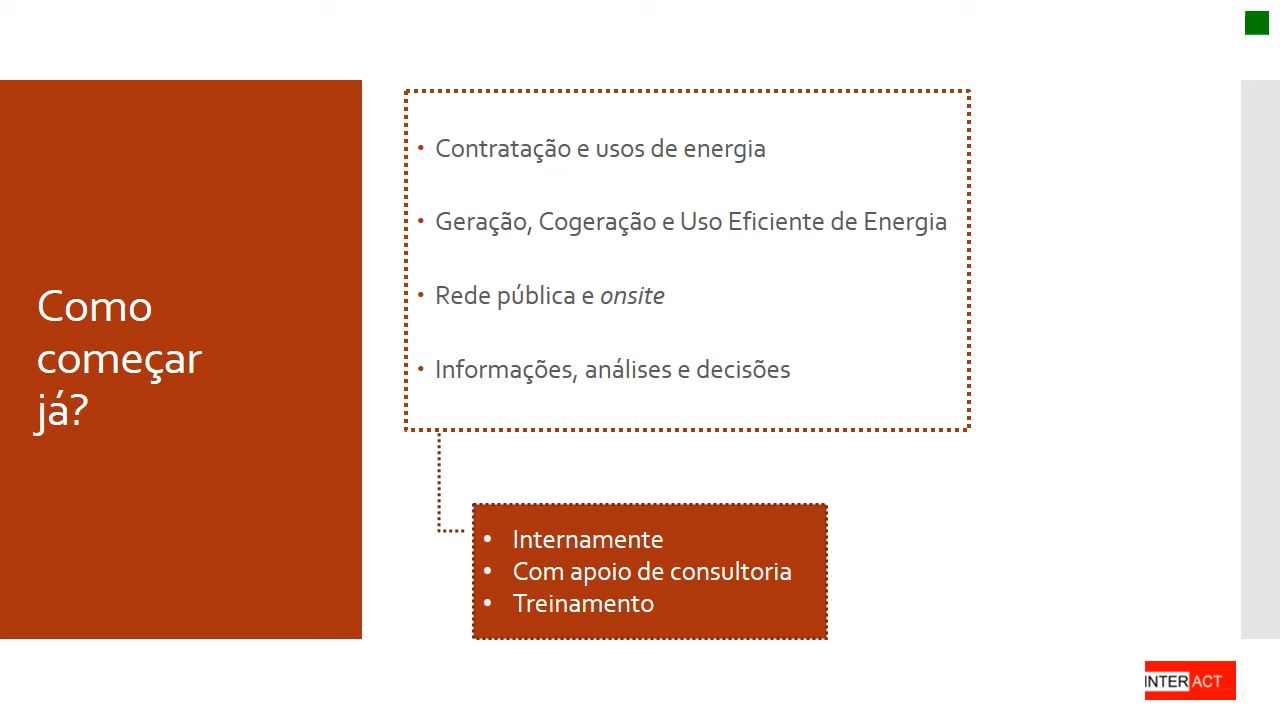 Como
começar
já?
• Contratação e usos de energia
• Geração, Cogeração e Uso Eficiente de Energia
• Rede pública e onsite
• Informações, análises e decisões
• Internamente
• Com apoio de consultoria
• Treinamento
INTERACT